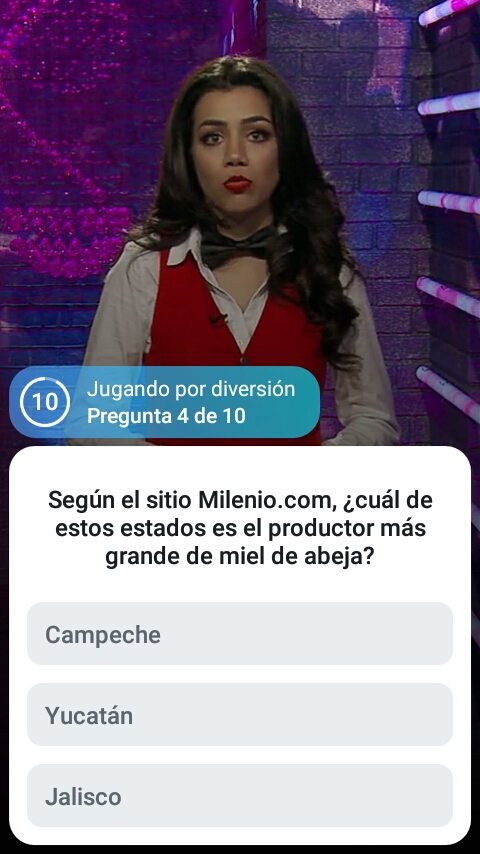 10
Jugando por diversión
Pregunta 4 de 10
Según el sitio Milenio.com, ¿cuál de
estos estados es el productor más
grande de miel de abeja?
Campeche
Yucatán
Jalisco